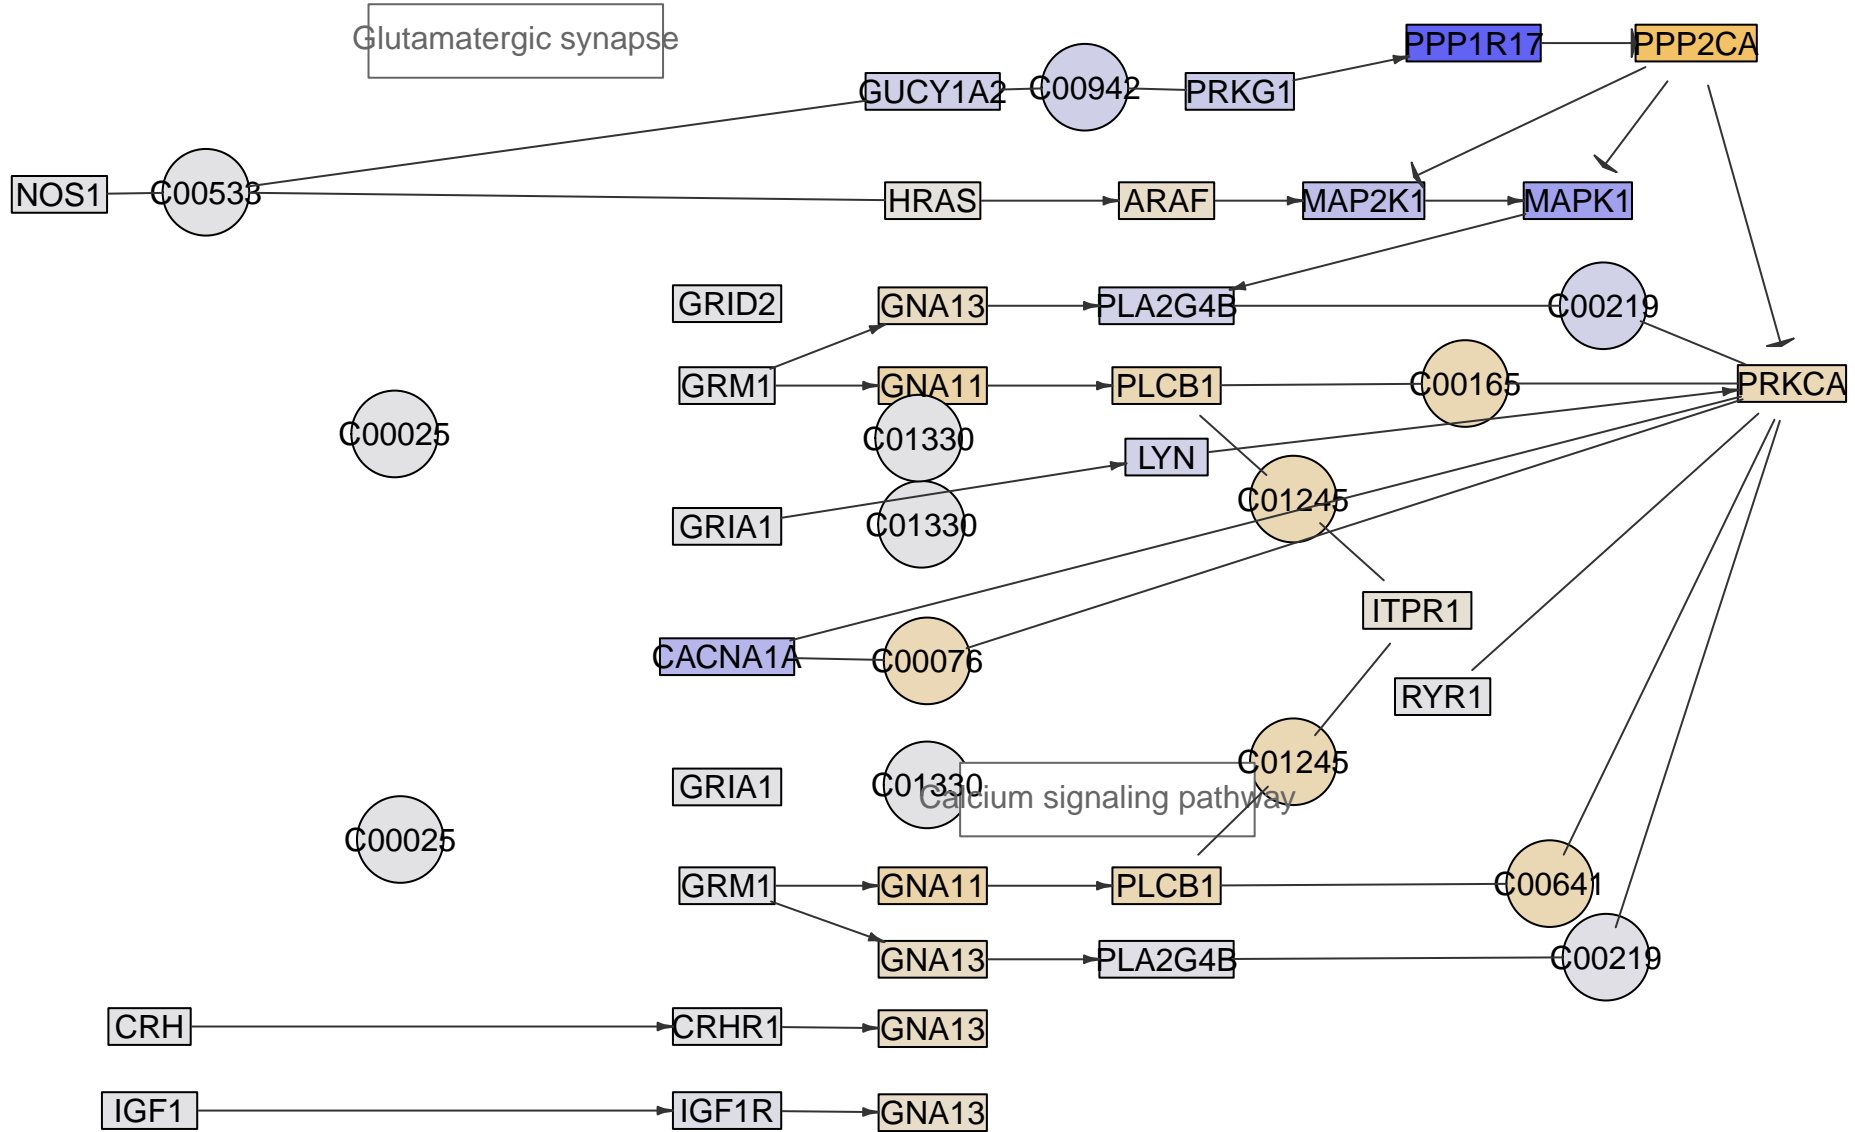 Glutamatergic synapse
PPP1R17
PPP2CA
GUCY1A2
C00942
PRKG1
NOS1
C00533
HRAS
ARAF
MAP2K1
MAPK1
GRID2
GNA13
PLA2G4B
C00219
GRM1
GNA11
PLCB1
C00165
PRKCA
C00025
C01330
LYN
GRIA1
C01330
C01245
ITPR1
CACNA1A
C00076
RYR1
GRIA1
C01330
C01245
Calcium signaling pathway
C00025
GRM1
GNA11
PLCB1
C00641
GNA13
PLA2G4B
C00219
CRH
CRHR1
GNA13
IGF1
IGF1R
GNA13